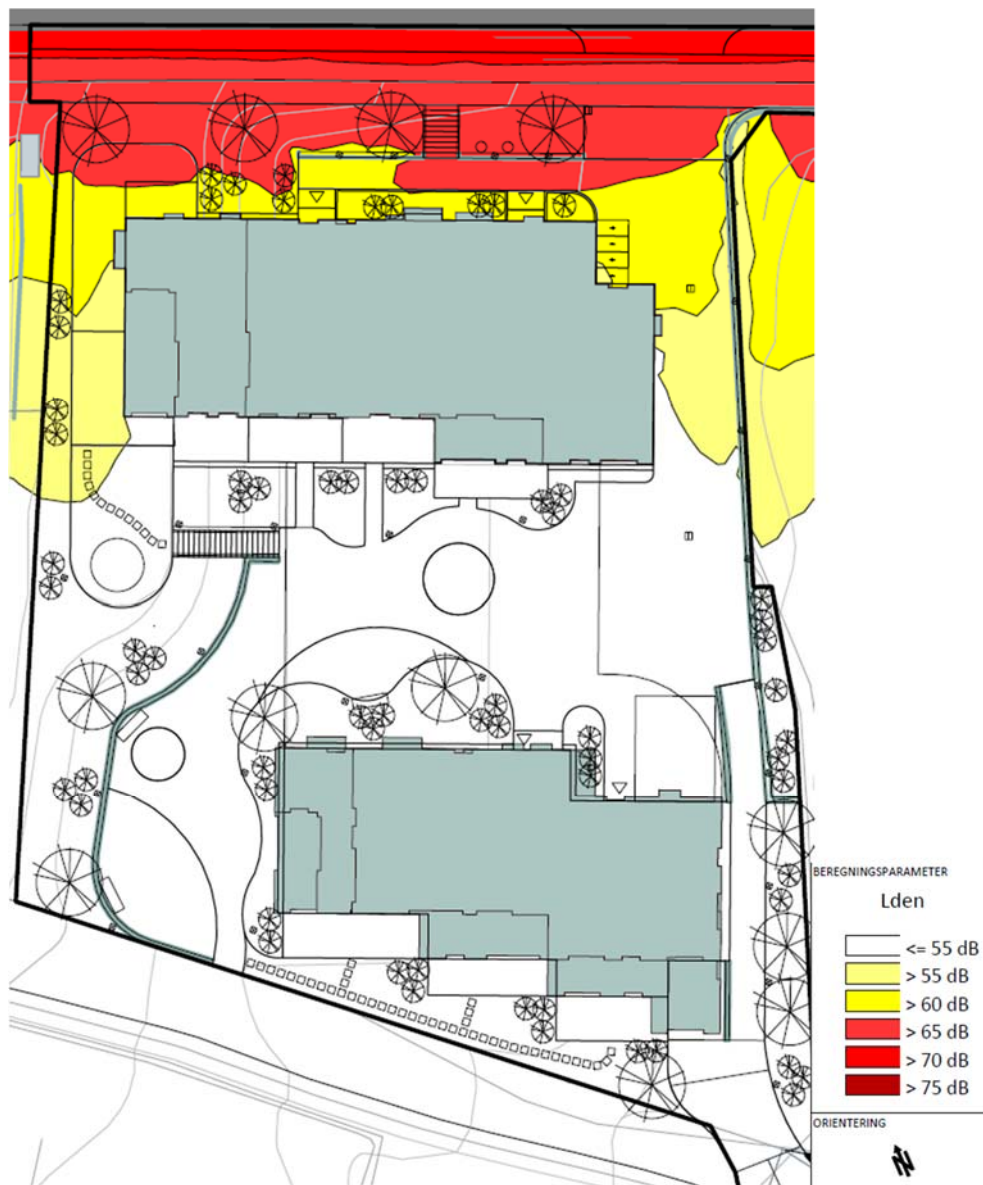 BEREGNINGSPARAMETER
Lden
<= 55 dB
> 55 dB
> 60 dB
> 65 dB
> 70 dB
> 75 dB
ORIENTERING
N